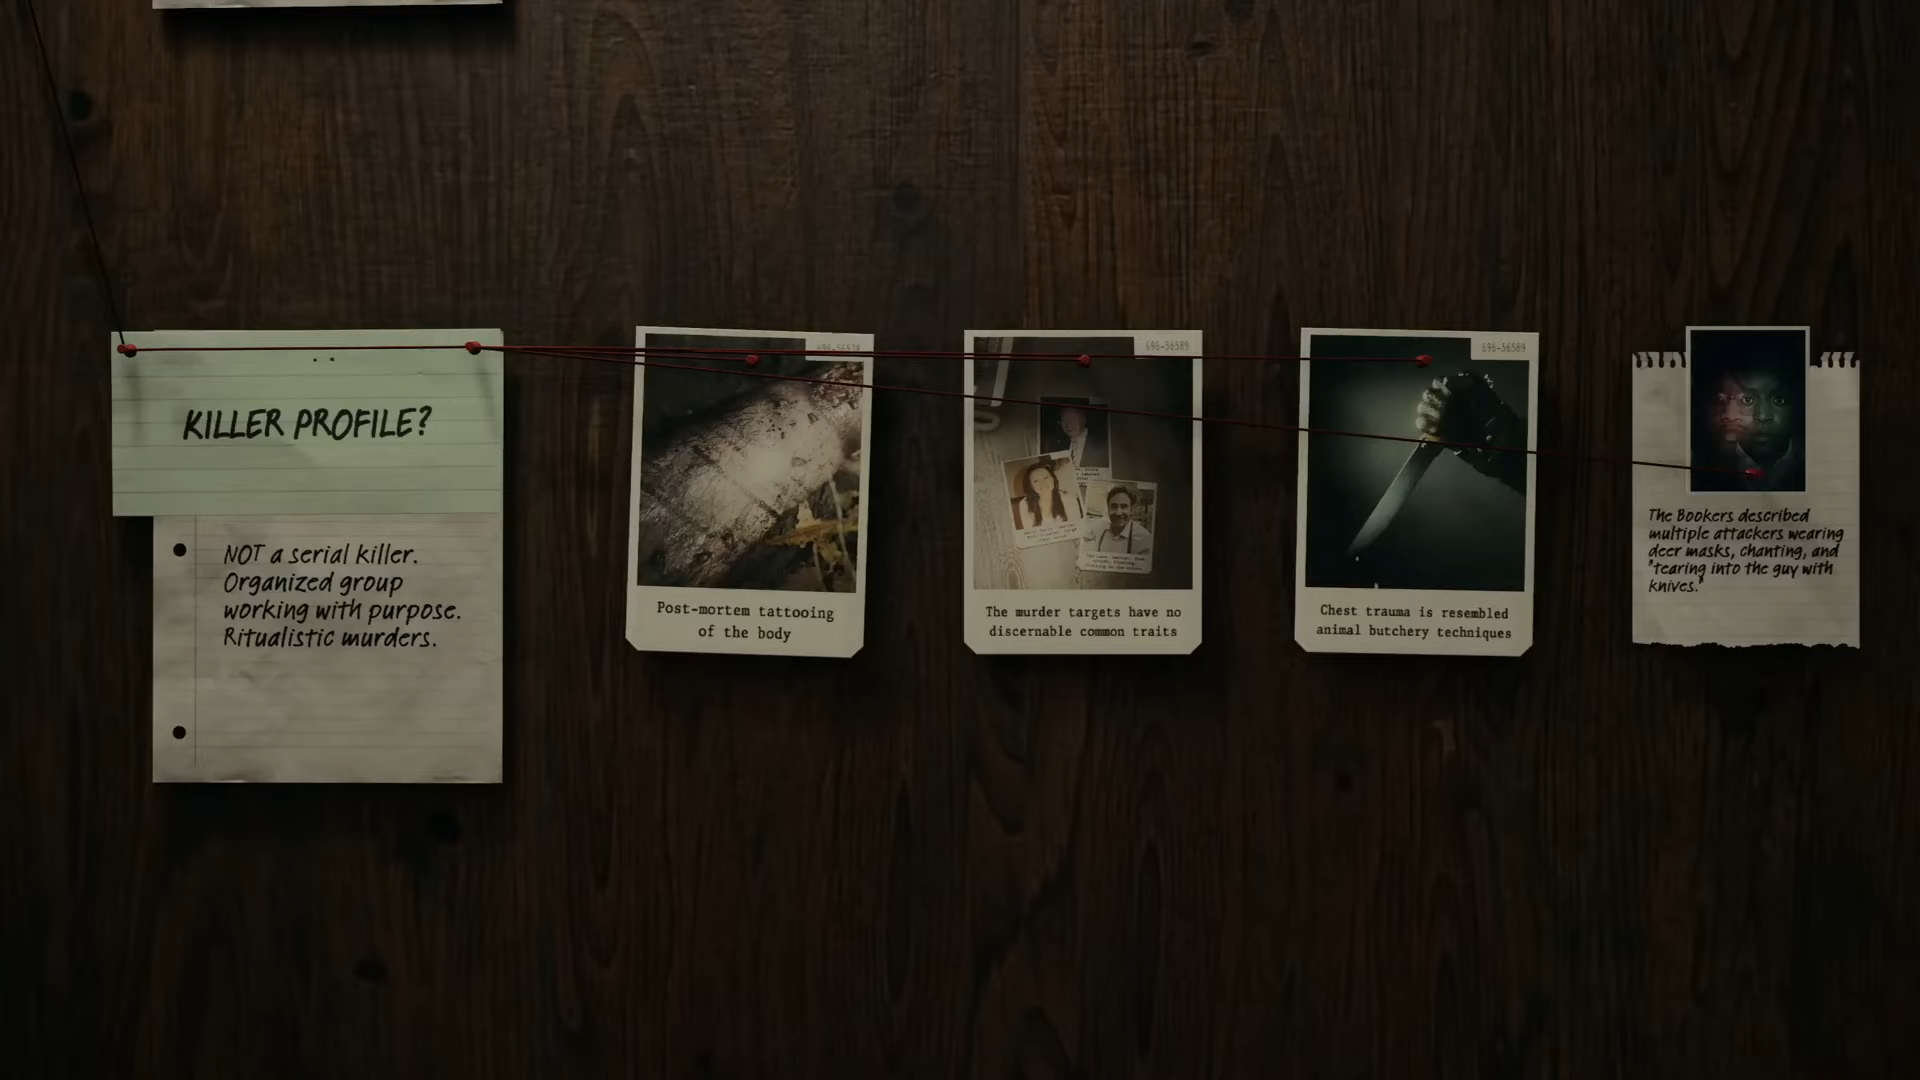 KILLER PROFILE?
NOT a serial killer.
Organized group
working with purpose.
Ritualistic murders.
Post-mortem tattooing
of the body
696-56589
The murder targets have no
discernable common traits
696-56589
Chest trauma is resembled
animal butchery techniques
The Bookers described
multiple attackers wearing
deer masks, chanting, and
"tearing into the guy with
knives."